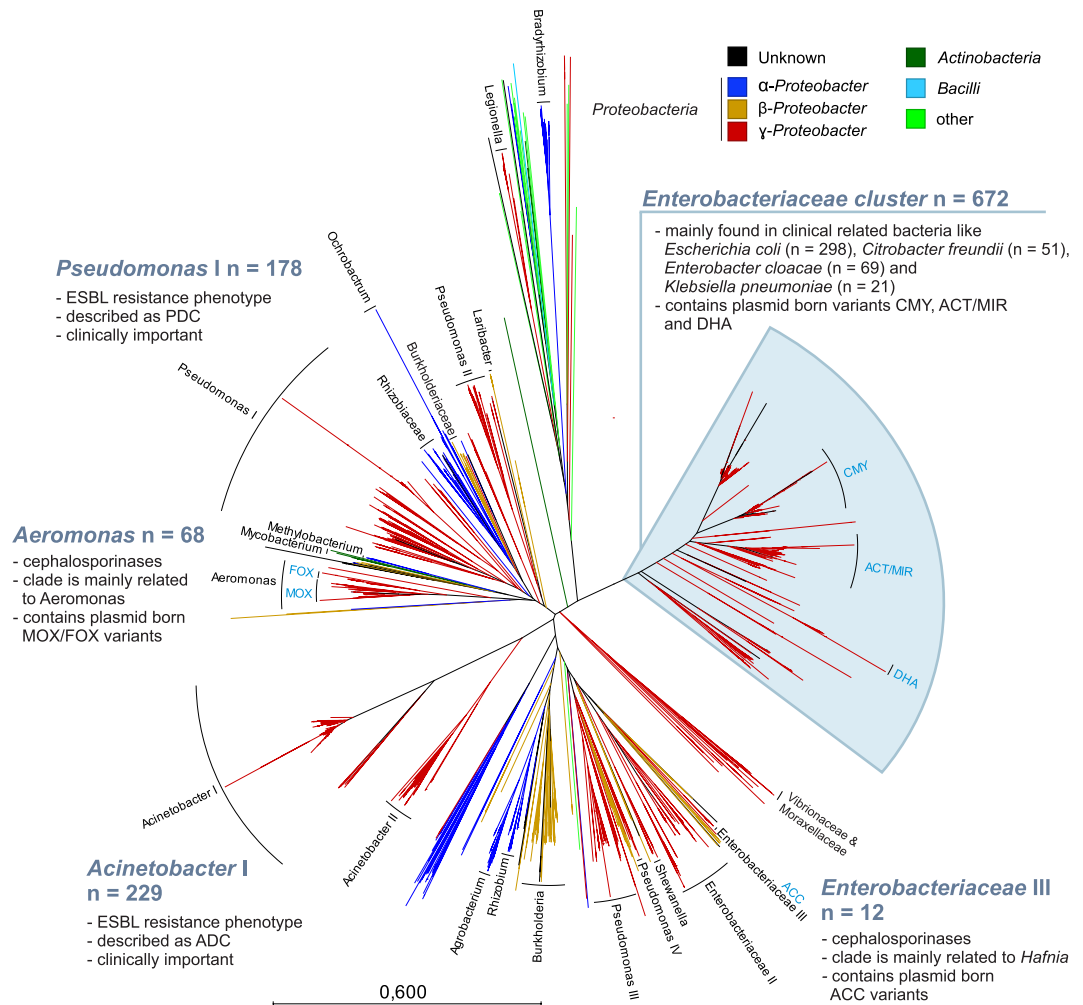 Unknown
α-Proteobacter
β-Proteobacter
γ-Proteobacter
Proteobacteria
Actinobacteria
Bacilli
other
Enterobacteriaceae cluster n = 672
- mainly found in clinical related bacteria like
Escherichia coli (n = 298), Citrobacter freundii (n = 51),
Enterobacter cloacae (n = 69) and
Klebsiella pneumoniae (n = 21)
- contains plasmid born variants CMY, ACT/MIR
and DHA
Pseudomonas I n = 178
- ESBL resistance phenotype
- described as PDC
- clinically important
Bradyrhizobium
Legionella
Ochrobactrum
Pseudomonas II
Laribacter
Burkholderiaceae
Rhizobiaceae
Pseudomonas I
CMY
ACT/MIR
DHA
Aeromonas n = 68
- cephalosporinases
- clade is mainly related
to Aeromonas
- contains plasmid born
MOX/FOX variants
Methylobacterium
Mycobacterium
Aeromonas
FOX
MOX
Acinetobacter I
Acinetobacter II
Agrobacterium
Rhizobium
Burkholderia
Pseudomonas III
Pseudomonas IV
Shewanella
Enterobacteriaceae II
Enterobacteriaceae III
ACC
Vibrionaceae &
Moraxellaceae
Acinetobacter I
n = 229
- ESBL resistance phenotype
- described as ADC
- clinically important
Enterobacteriaceae III
n = 12
- cephalosporinases
- clade is mainly related to Hafnia
- contains plasmid born
ACC variants
0,600